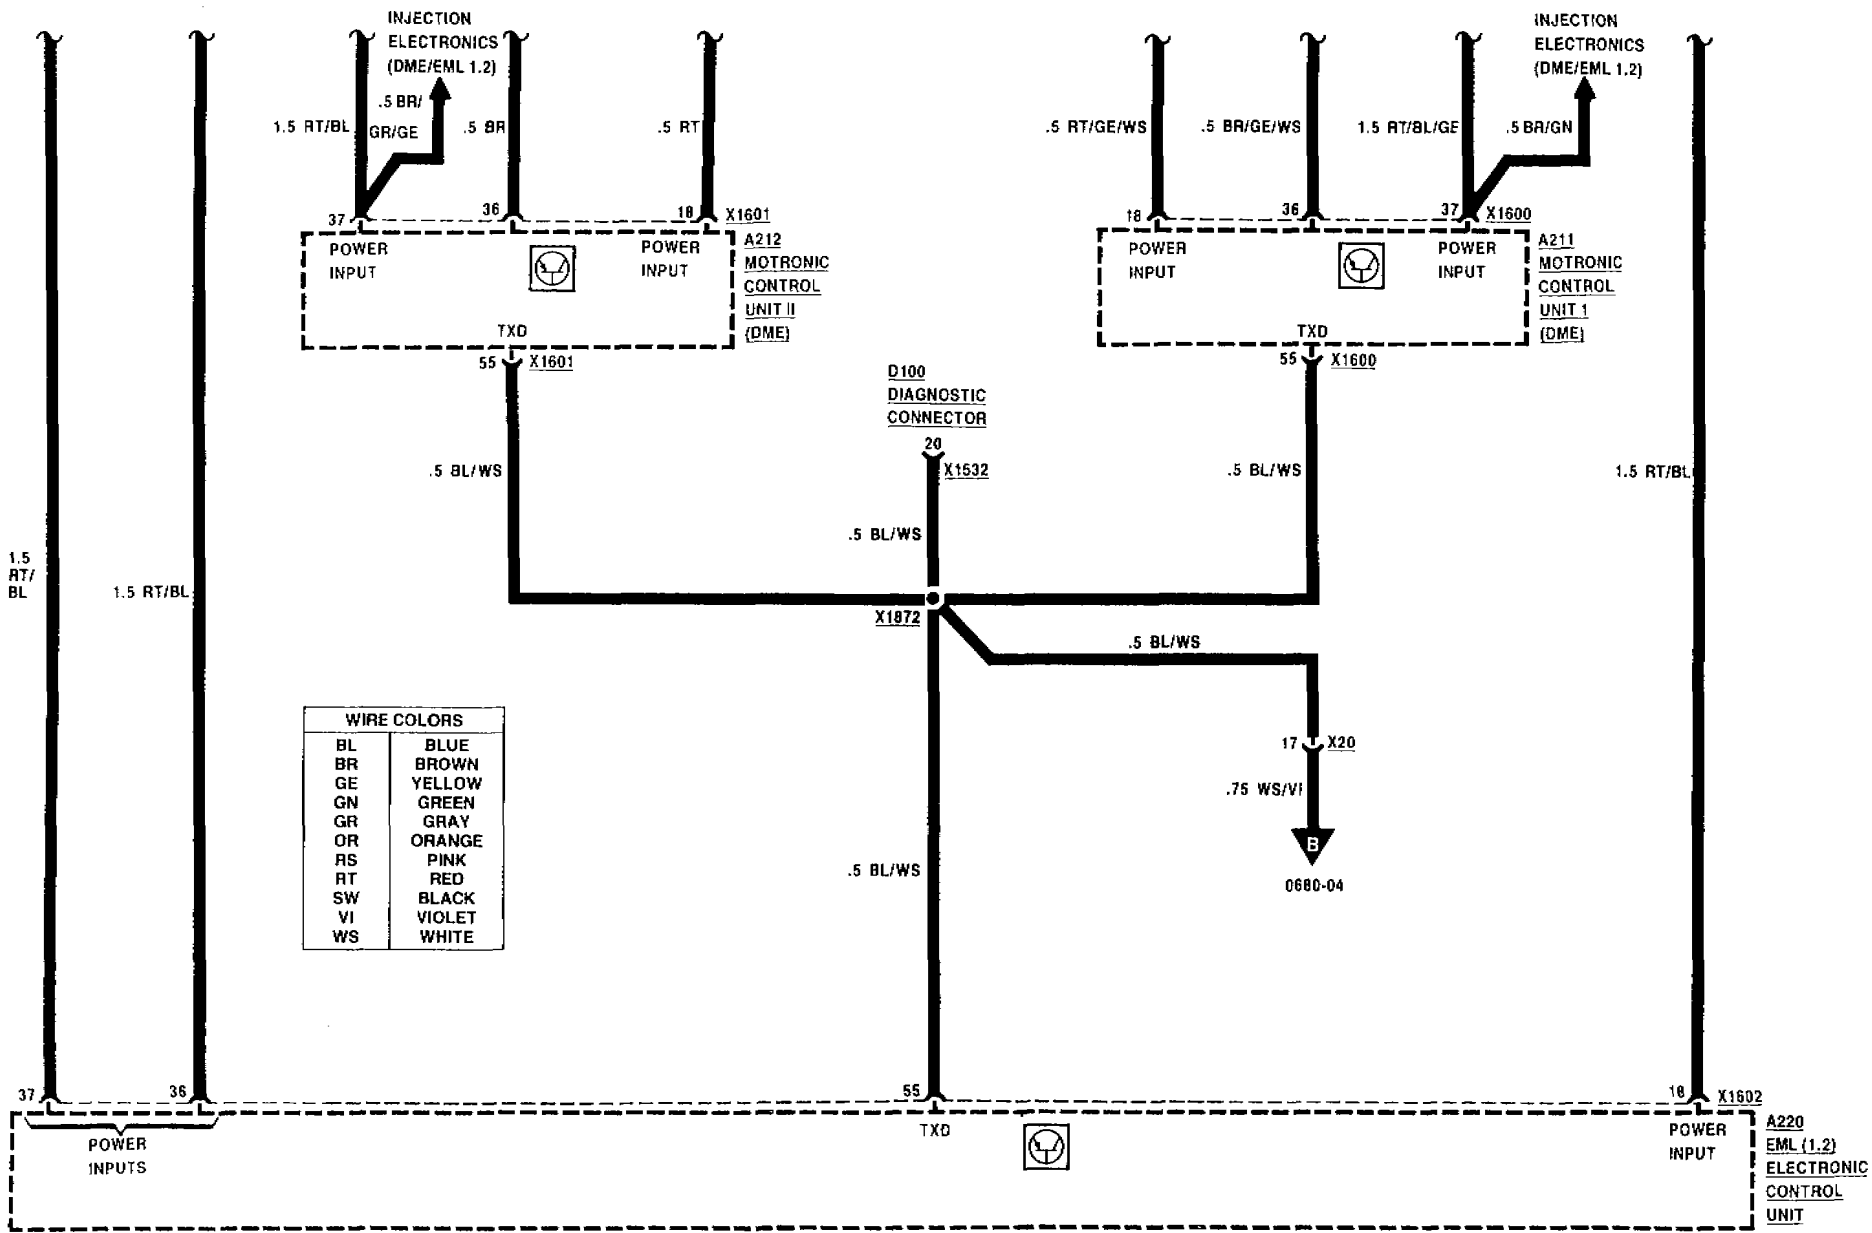 INJECTION
ELECTRONICS
(DME/EML 1.2)
.5 BR/
GR/GE
1.5 RT/BL
.5 BR
.5 RT
37
36
18
X1601
POWER
INPUT
POWER
INPUT
TXD
A212
MOTRONIC
CONTROL
UNIT II
(DME)
55
X1601
.5 BL/WS
INJECTION
ELECTRONICS
(DME/EML 1.2)
.5 RT/GE/WS
.5 BR/GE/WS
1.5 RT/BL/GE
.5 BR/GN
18
36
37
X1600
POWER
INPUT
POWER
INPUT
TXD
A211
MOTRONIC
CONTROL
UNIT 1
(DME)
55
X1600
.5 BL/WS
D100
DIAGNOSTIC
CONNECTOR
20
X1532
.5 BL/WS
1.5 RT/BL
1.5
RT/
BL
1.5 RT/BL
X1872
.5 BL/WS
17
X20
.75 WS/VI
B
0680-04
.5 BL/WS
WIRE COLORS
BL BLUE
BR BROWN
GE YELLOW
GN GREEN
GR GRAY
OR ORANGE
RS PINK
RT RED
SW BLACK
VI VIOLET
WS WHITE
37
36
55
18
X1602
POWER
INPUTS
TXD
POWER
INPUT
A220
EML (1.2)
ELECTRONIC
CONTROL
UNIT